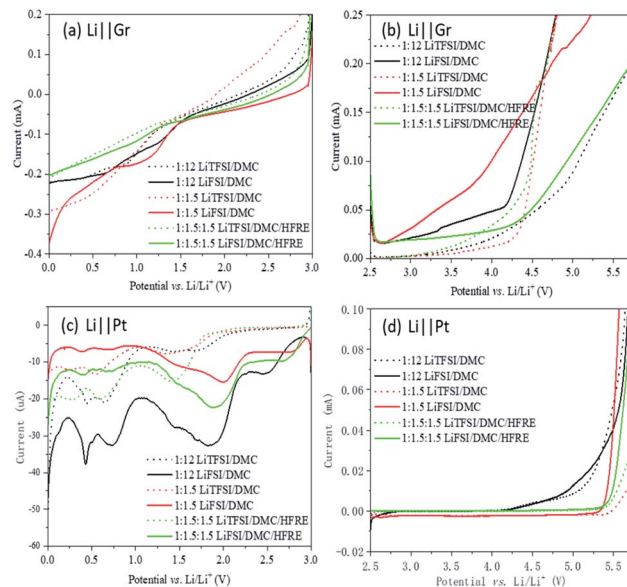 (a) Li||Gr
0.2
0.1
0.0
-0.1
-0.2
-0.3
-0.4
Current (mA)
1:12 LiTFSI/DMC
1:12 LiFSI/DMC
1:1.5 LiTFSI/DMC
1:1.5 LiFSI/DMC
1:1.5:1.5 LiTFSI/DMC/HFRE
1:1.5:1.5 LiFSI/DMC/HFRE
0.0 0.5 1.0 1.5 2.0 2.5 3.0
Potential vs. Li/Li⁺ (V)
(b) Li||Gr
0.25
0.20
0.15
0.10
0.05
0.00
Current (mA)
1:12 LiTFSI/DMC
1:12 LiFSI/DMC
1:1.5 LiTFSI/DMC
1:1.5 LiFSI/DMC
1:1.5:1.5 LiTFSI/DMC/HFRE
1:1.5:1.5 LiFSI/DMC/HFRE
2.5 3.0 3.5 4.0 4.5 5.0 5.5
Potential vs. Li/Li⁺ (V)
(c) Li||Pt
0
-10
-20
-30
-40
-50
-60
Current (uA)
1:12 LiTFSI/DMC
1:12 LiFSI/DMC
1:1.5 LiTFSI/DMC
1:1.5 LiFSI/DMC
1:1.5:1.5 LiTFSI/DMC/HFRE
1:1.5:1.5 LiFSI/DMC/HFRE
0.0 0.5 1.0 1.5 2.0 2.5 3.0
Potential vs. Li/Li⁺ (V)
(d) Li||Pt
0.10
0.08
0.06
0.04
0.02
0.00
-0.02
Current (mA)
1:12 LiTFSI/DMC
1:12 LiFSI/DMC
1:1.5 LiTFSI/DMC
1:1.5 LiFSI/DMC
1:1.5:1.5 LiTFSI/DMC/HFRE
1:1.5:1.5 LiFSI/DMC/HFRE
2.5 3.0 3.5 4.0 4.5 5.0 5.5
Potential vs. Li/Li⁺ (V)